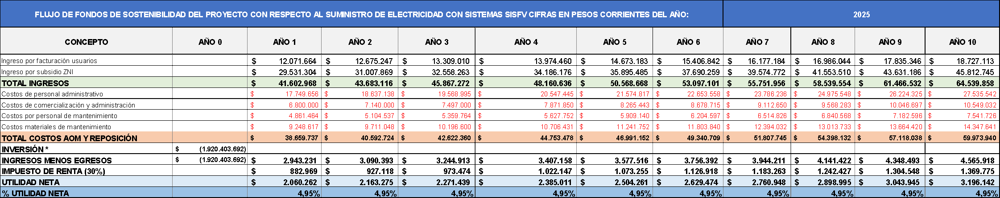 FLUJO DE FONDOS DE SOSTENIBILIDAD DEL PROYECTO CON RESPECTO AL SUMINISTRO DE ELECTRICIDAD CON SISTEMAS SISFV CIFRAS EN PESOS CORRIENTES DEL AÑO: 2025
CONCEPTO AÑO 0 AÑO 1 AÑO 2 AÑO 3 AÑO 4 AÑO 5 AÑO 6 AÑO 7 AÑO 8 AÑO 9 AÑO 10
Ingreso por facturación usuarios $ 12.071.664 $ 12.675.247 $ 13.309.010 $ 13.974.460 $ 14.673.183 $ 15.406.842 $ 16.177.184 $ 16.986.044 $ 17.835.346 $ 18.727.113
Ingreso por subsidio ZNI $ 29.531.304 $ 31.007.869 $ 32.558.263 $ 34.186.176 $ 35.895.485 $ 37.690.259 $ 39.574.772 $ 41.553.510 $ 43.631.186 $ 45.812.745
TOTAL INGRESOS $ 41.602.968 $ 43.683.116 $ 45.867.272 $ 48.160.636 $ 50.568.668 $ 53.097.101 $ 55.751.956 $ 58.539.554 $ 61.466.532 $ 64.539.858
Costos de personal administrativo $ 17.749.656 $ 18.637.138 $ 19.568.995 $ 20.547.445 $ 21.574.817 $ 22.653.558 $ 23.786.236 $ 24.975.548 $ 26.224.325 $ 27.535.542
Costos de comercialización y administración $ 6.800.000 $ 7.140.000 $ 7.497.000 $ 7.871.850 $ 8.265.443 $ 8.678.715 $ 9.112.650 $ 9.568.283 $ 10.046.697 $ 10.549.032
Costos por personal de mantenimiento $ 4.861.464 $ 5.104.537 $ 5.359.764 $ 5.627.752 $ 5.909.140 $ 6.204.597 $ 6.514.826 $ 6.840.568 $ 7.182.596 $ 7.541.726
Costos materiales de mantenimiento $ 9.248.617 $ 9.711.048 $ 10.196.600 $ 10.706.431 $ 11.241.752 $ 11.803.840 $ 12.394.032 $ 13.013.733 $ 13.664.420 $ 14.347.641
TOTAL COSTOS AOM Y REPOSICIÓN $ 38.659.737 $ 40.592.724 $ 42.622.360 $ 44.753.478 $ 46.991.152 $ 49.340.709 $ 51.807.745 $ 54.398.132 $ 57.118.038 $ 59.973.940
INVERSIÓN * $ (1.920.403.692)
INGRESOS MENOS EGRESOS $ (1.920.403.692) $ 2.943.231 $ 3.090.393 $ 3.244.913 $ 3.407.158 $ 3.577.516 $ 3.756.392 $ 3.944.211 $ 4.141.422 $ 4.348.493 $ 4.565.918
IMPUESTO DE RENTA (30%) $ 882.969 $ 927.118 $ 973.474 $ 1.022.147 $ 1.073.255 $ 1.126.918 $ 1.183.263 $ 1.242.427 $ 1.304.548 $ 1.369.775
UTILIDAD NETA $ 2.060.262 $ 2.163.275 $ 2.271.439 $ 2.385.011 $ 2.504.261 $ 2.629.474 $ 2.760.948 $ 2.898.995 $ 3.043.945 $ 3.196.142
% UTILIDAD NETA 4,95% 4,95% 4,95% 4,95% 4,95% 4,95% 4,95% 4,95% 4,95% 4,95%